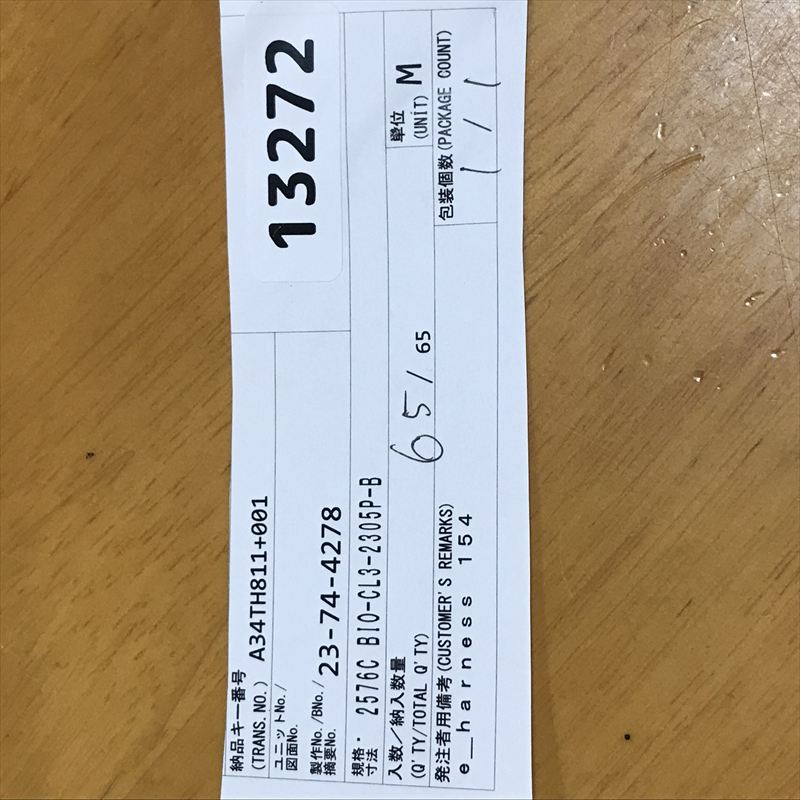 納品キー番号
(TRANS.NO.) A34TH811+001
13272
ユニットNo./
図面No.
製作No./BNo./
摘要No. 23-74-4278
規格・
寸法 2576C BIO-CL3-2305P-B
入数／納入数量
(Q'TY/TOTAL Q'TY) 65/ 65
単位
(UNIT) M
発注者用備考(CUSTOMER'S REMARKS)
e_harness 154
包装個数(PACKAGE COUNT)
1/1